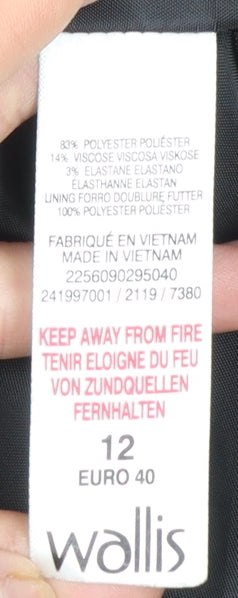 83% POLYESTER POLIÉSTER
14% VISCOSE VISCOSA VISKOSE
3% ELASTANE ELASTANO
ÉLASTHANNE ELASTAN
LINING FORRO DOUBLURE FUTTER
100% POLYESTER POLIÉSTER
FABRIQUÉ EN VIETNAM
MADE IN VIETNAM
2256090295040
241997001 / 2119 / 7380
KEEP AWAY FROM FIRE
TENIR ELOIGNE DU FEU
VON ZUNDQUELLEN
FERNHALTEN
12
EURO 40
wallis